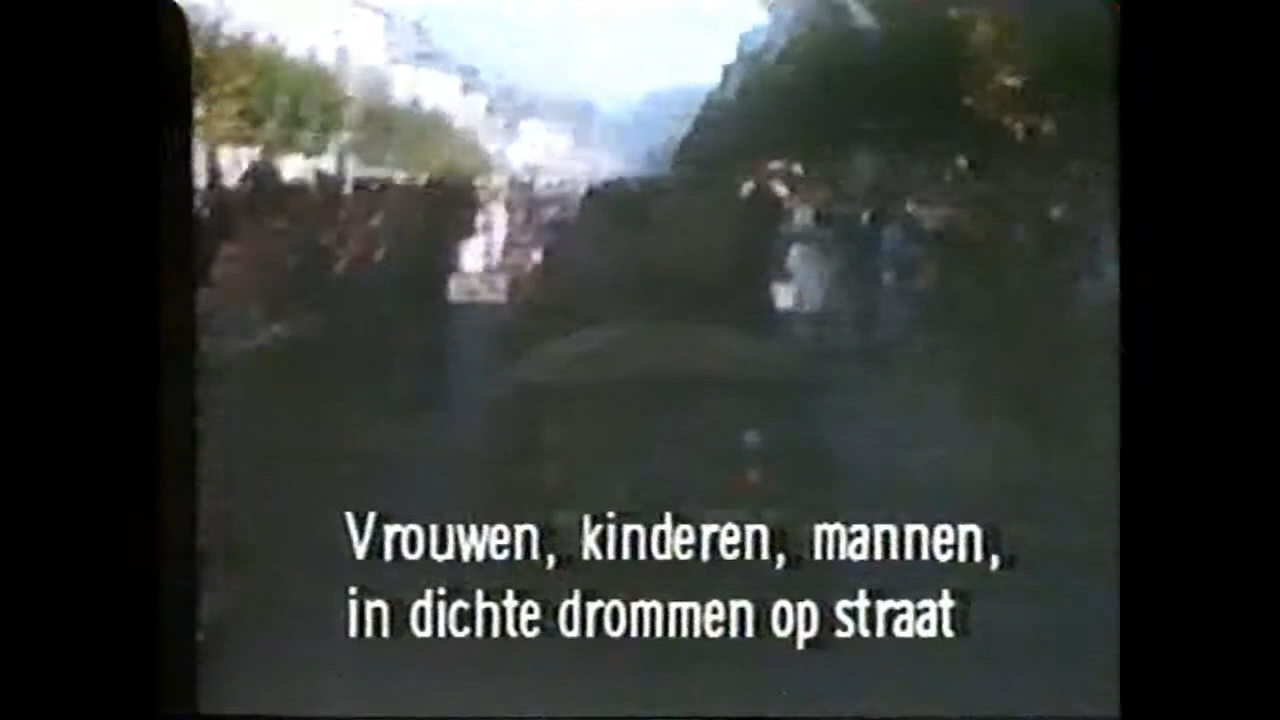 Vrouwen, kinderen, mannen,
in dichte drommen op straat